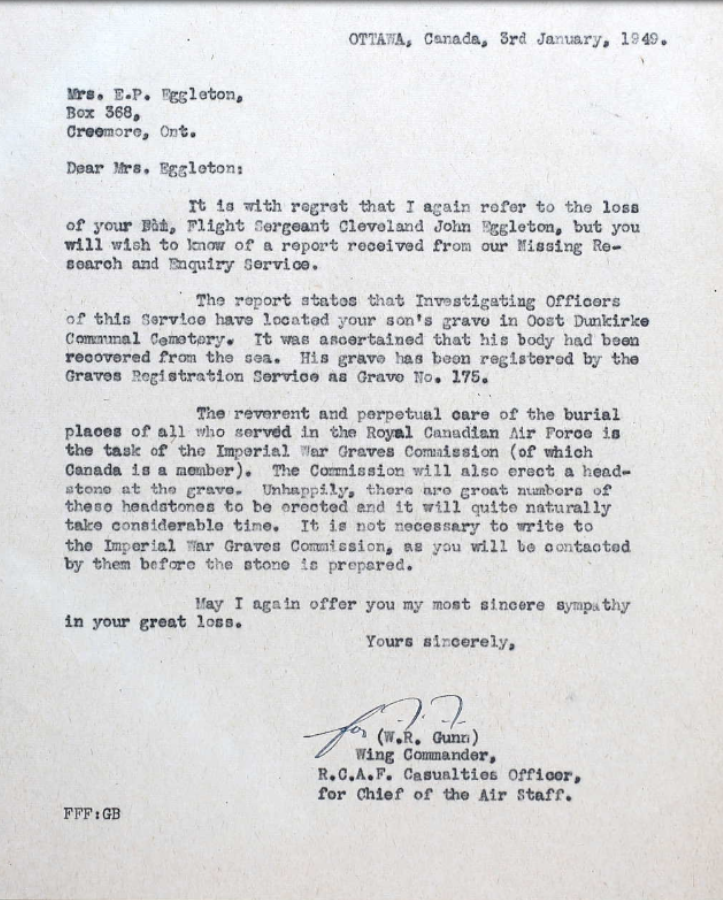 OTTAWA, Canada, 3rd January, 1949.
Mrs. E.P. Eggleton,
Box 368,
Creemore, Ont.
Dear Mrs. Eggleton:
It is with regret that I again refer to the loss
of your Son, Flight Sergeant Cleveland John Eggleton, but you
will wish to know of a report received from our Missing Re-
search and Enquiry Service.
The report states that Investigating Officers
of this Service have located your son's grave in Oost Dunkirke
Communal Cemetery. It was ascertained that his body had been
recovered from the sea. His grave has been registered by the
Graves Registration Service as Grave No. 175.
The reverent and perpetual care of the burial
places of all who served in the Royal Canadian Air Force is
the task of the Imperial War Graves Commission (of which
Canada is a member). The Commission will also erect a head-
stone at the grave. Unhappily, there are great numbers of
these headstones to be erected and it will quite naturally
take considerable time. It is not necessary to write to
the Imperial War Graves Commission, as you will be contacted
by them before the stone is prepared.
May I again offer you my most sincere sympathy
in your great loss.
Yours sincerely,
for
(W.R. Gunn)
Wing Commander,
R.C.A.F. Casualties Officer,
for Chief of the Air Staff.
FFF:GB